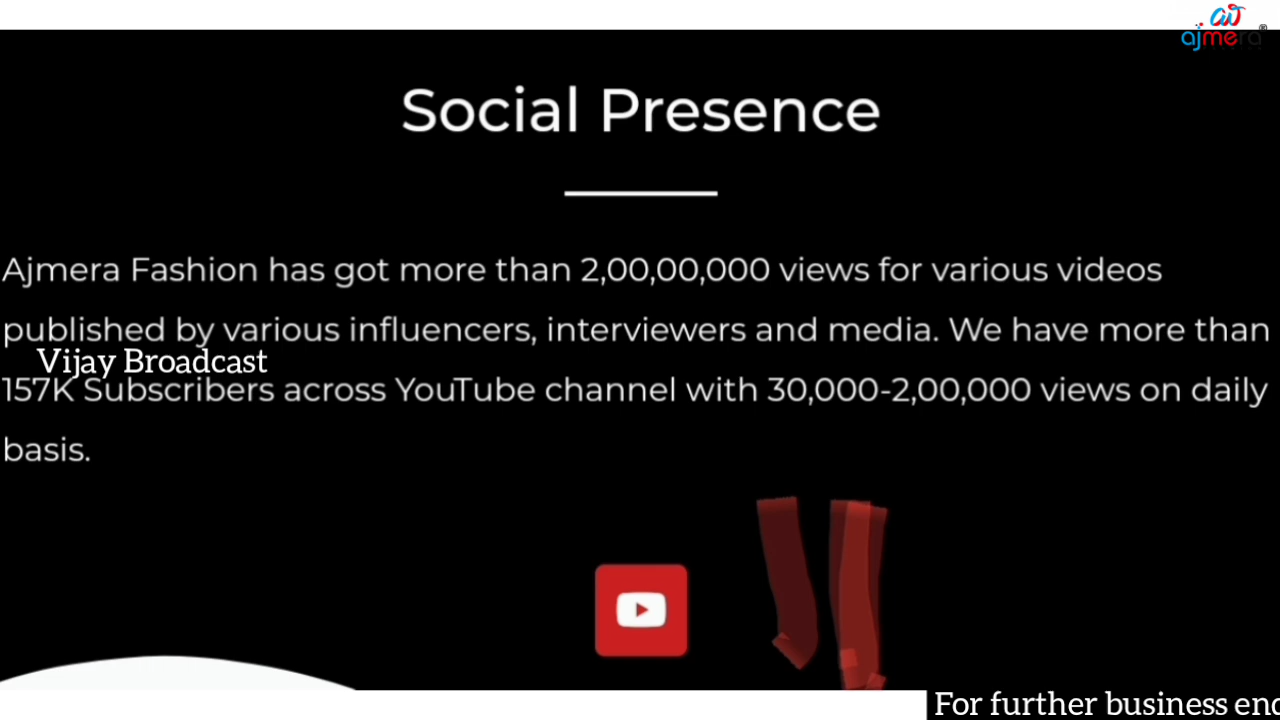 ajmera
Social Presence
Ajmera Fashion has got more than 2,00,00,000 views for various videos
published by various influencers, interviewers and media. We have more than
Vijay Broadcast
157K Subscribers across YouTube channel with 30,000-2,00,000 views on daily
basis.
For further business